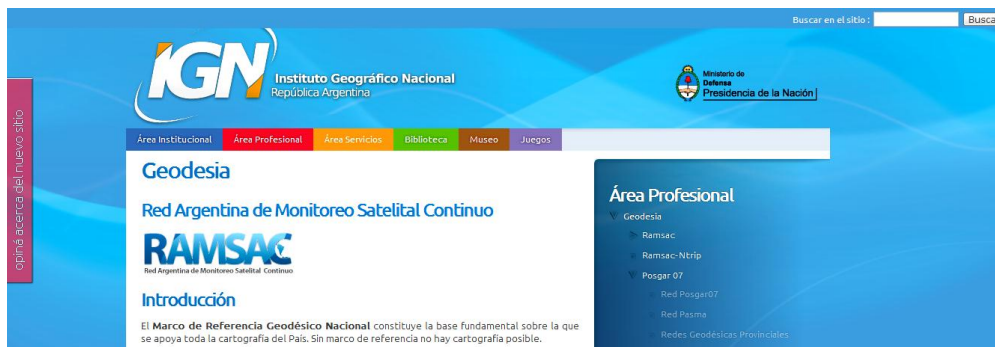 Buscar en el sitio :
Busca
IGN
Instituto Geográfico Nacional
República Argentina
Ministerio de
Defensa
Presidencia de la Nación
opiná acerca del nuevo sitio
Área Institucional Área Profesional Área Servicios Biblioteca Museo Juegos
Geodesia
Red Argentina de Monitoreo Satelital Continuo
RAMSAC
Red Argentina de Monitoreo Satelital Continuo
Introducción
El Marco de Referencia Geodésico Nacional constituye la base fundamental sobre la que
se apoya toda la cartografía del País. Sin marco de referencia no hay cartografía posible.
Área Profesional
Geodesia
Ramsac
Ramsac-Ntrip
Posgar 07
Red Posgar07
Red Pasma
Redes Geodésicas Provinciales